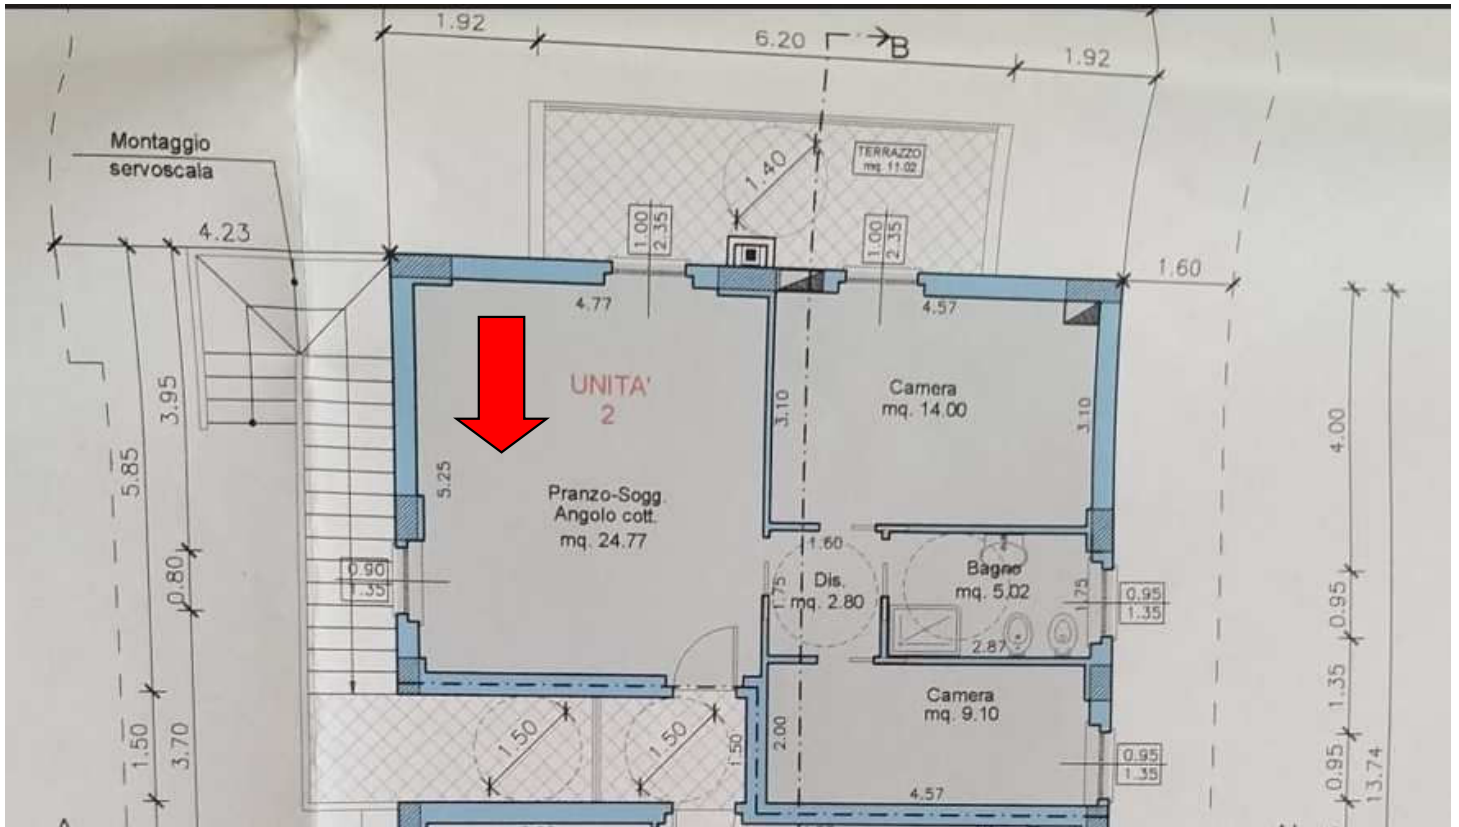 1.92
6.20
B
1.92
Montaggio
servoscala
TERRAZZO
mq. 11.02
1.40
4.23
1.00
2.35
1.00
2.35
1.60
4.77
4.57
UNITA'
2
Camera
mq. 14.00
3.10
3.10
3.95
5.85
4.00
5.25
Pranzo-Sogg.
Angolo cott.
mq. 24.77
1.60
Dis.
mq. 2.80
1.75
Bagno
mq. 5.02
1.75
2.87
0.80
0.90
1.35
0.95
1.35
0.95
1.35
Camera
mq. 9.10
2.00
4.57
1.50
1.50
1.50
1.50
3.70
0.95
1.35
0.95
13.74